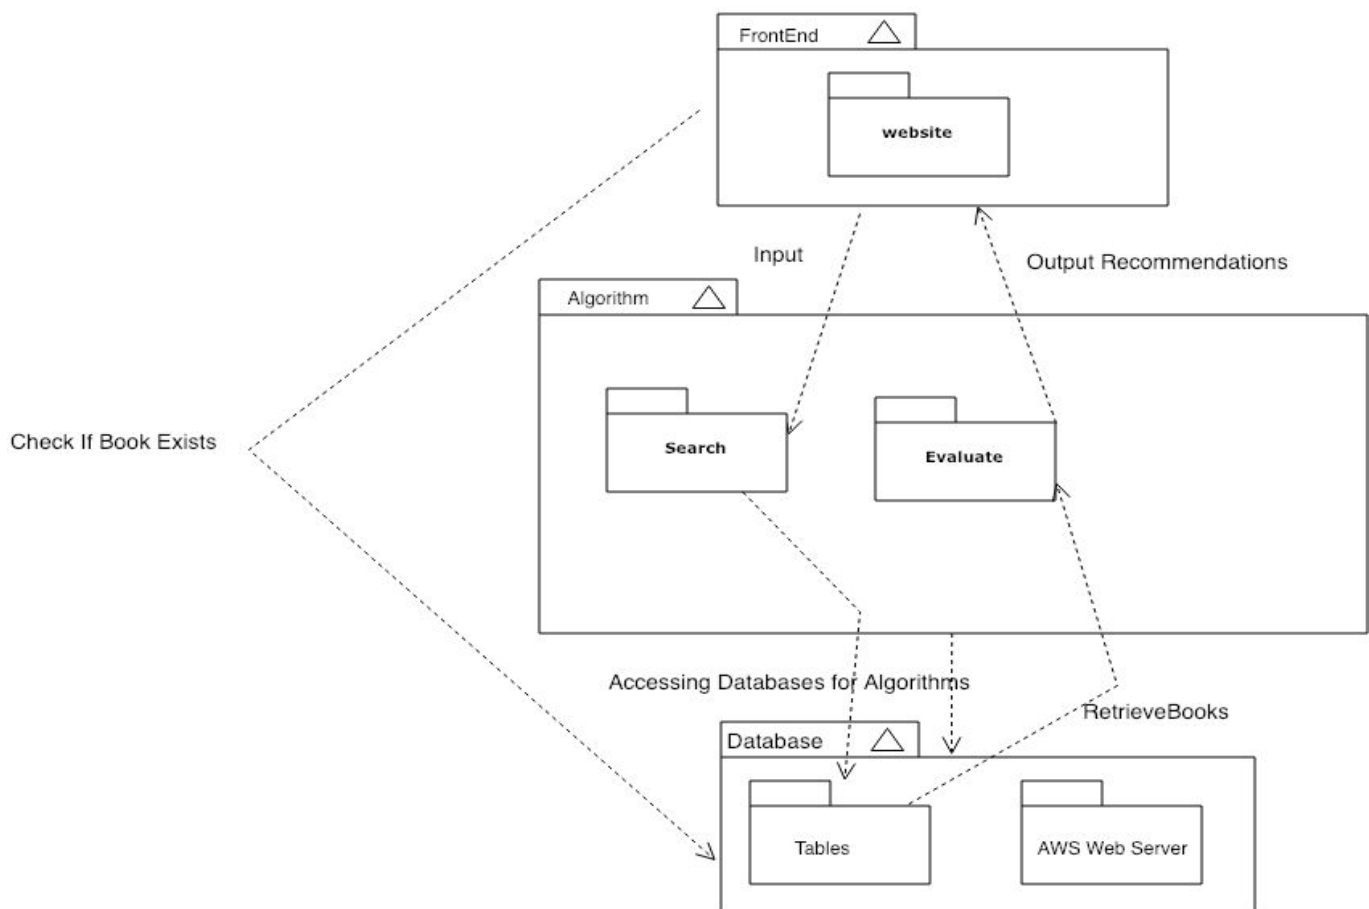 FrontEnd
website
Input
Output Recommendations
Algorithm
Check If Book Exists
Search
Evaluate
Accessing Databases for Algorithms
RetrieveBooks
Database
Tables
AWS Web Server